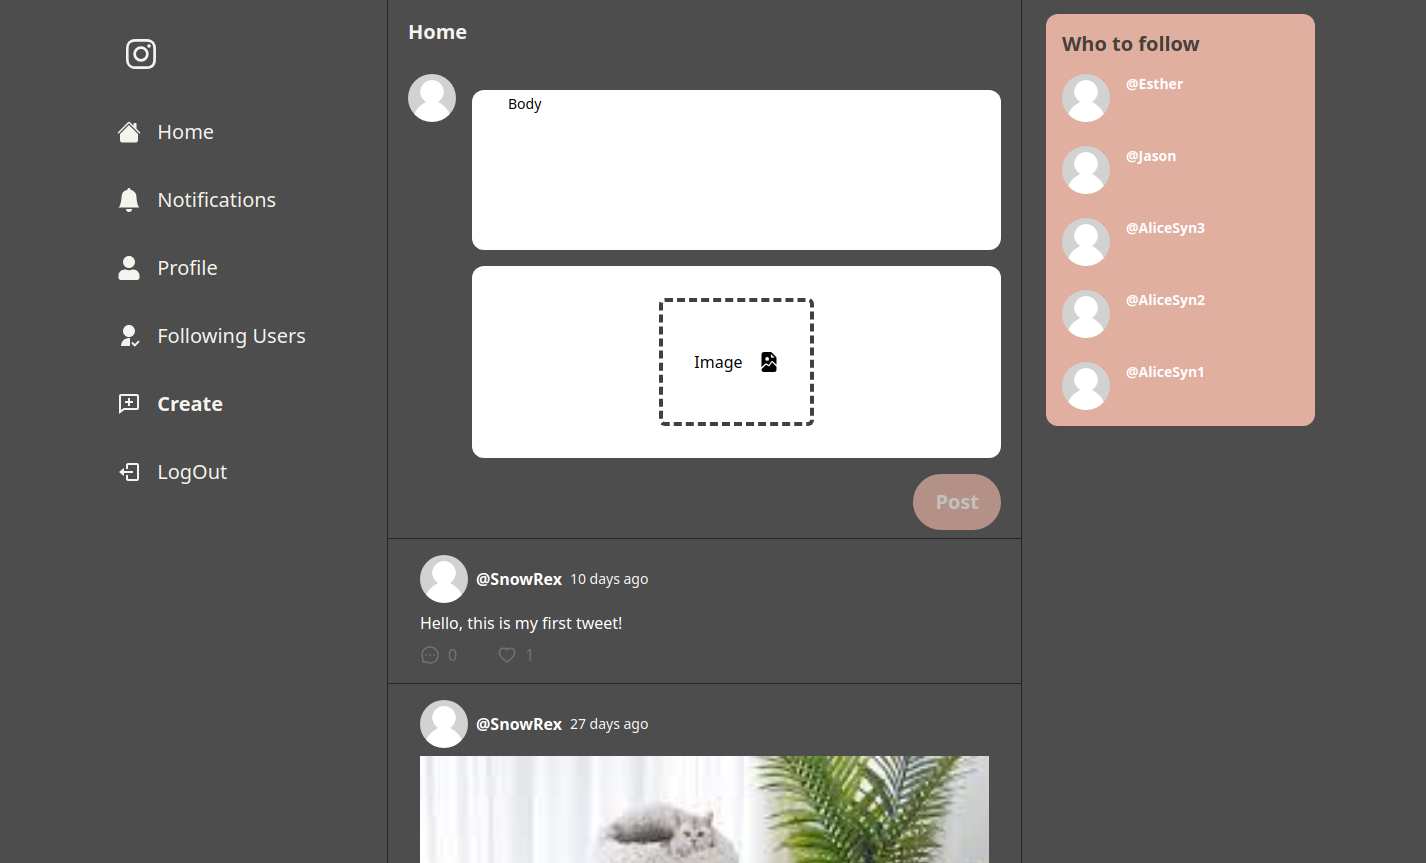 Home
Notifications
Profile
Following Users
Create
LogOut
Home
Body
Image
Post
@SnowRex 10 days ago
Hello, this is my first tweet!
0 1
@SnowRex 27 days ago
Who to follow
@Esther
@Jason
@AliceSyn3
@AliceSyn2
@AliceSyn1